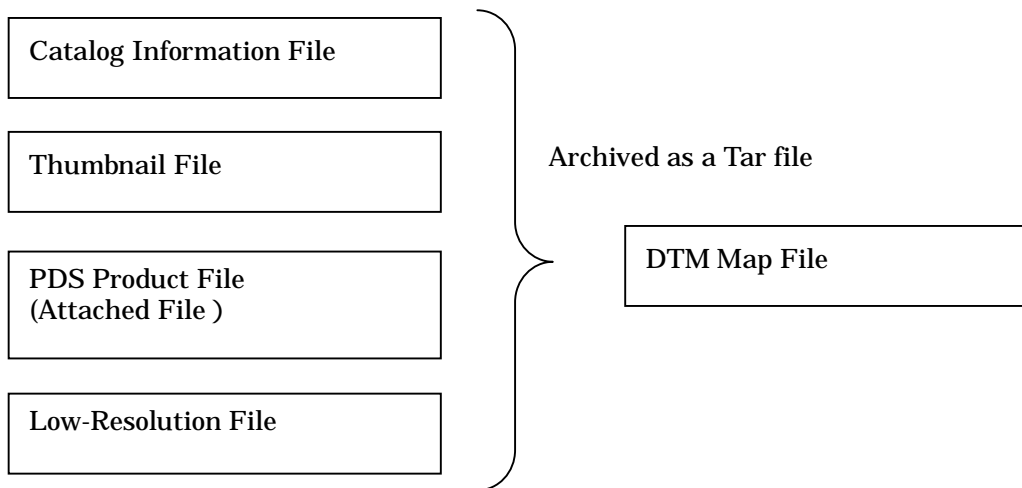 Catalog Information File
Thumbnail File
PDS Product File
(Attached File )
Low-Resolution File
Archived as a Tar file
DTM Map File